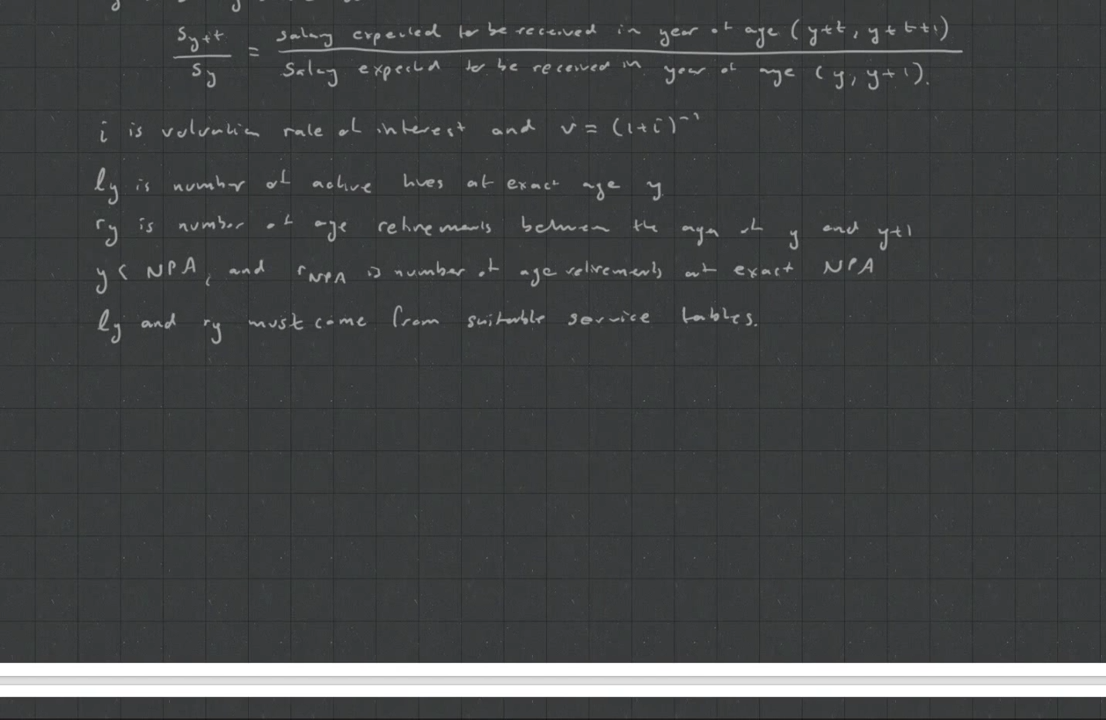 s_{y+t} / s_y = salary expected to be received in year of age (y+t, y+t+1) / Salary expected to be received in year of age (y, y+1).
i is valuation rate of interest and v = (1+i)^{-1}
l_y is number of active lives at exact age y
r_y is number of age retirements between the ages of y and y+1
y < NPA, and r_{NPA} is number of age retirements at exact NPA
l_y and r_y must come from suitable service tables.